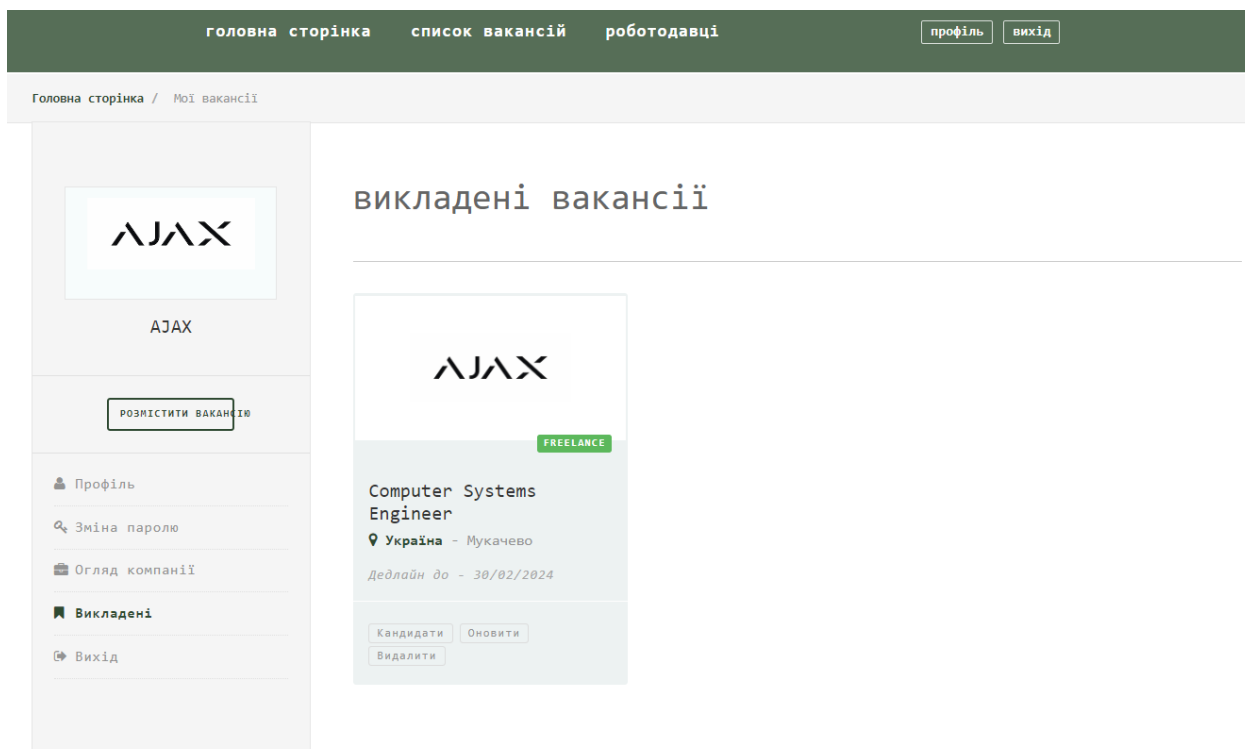 головна сторінка список вакансій роботодавці профіль вихід
Головна сторінка / Мої вакансії
AJAX
AJAX
РОЗМІСТИТИ ВАКАНСІЮ
Профіль
Зміна паролю
Огляд компанії
Викладені
Вихід
викладені вакансії
AJAX
FREELANCE
Computer Systems
Engineer
Україна - Мукачево
Дедлайн до - 30/02/2024
Кандидати Оновити
Видалити